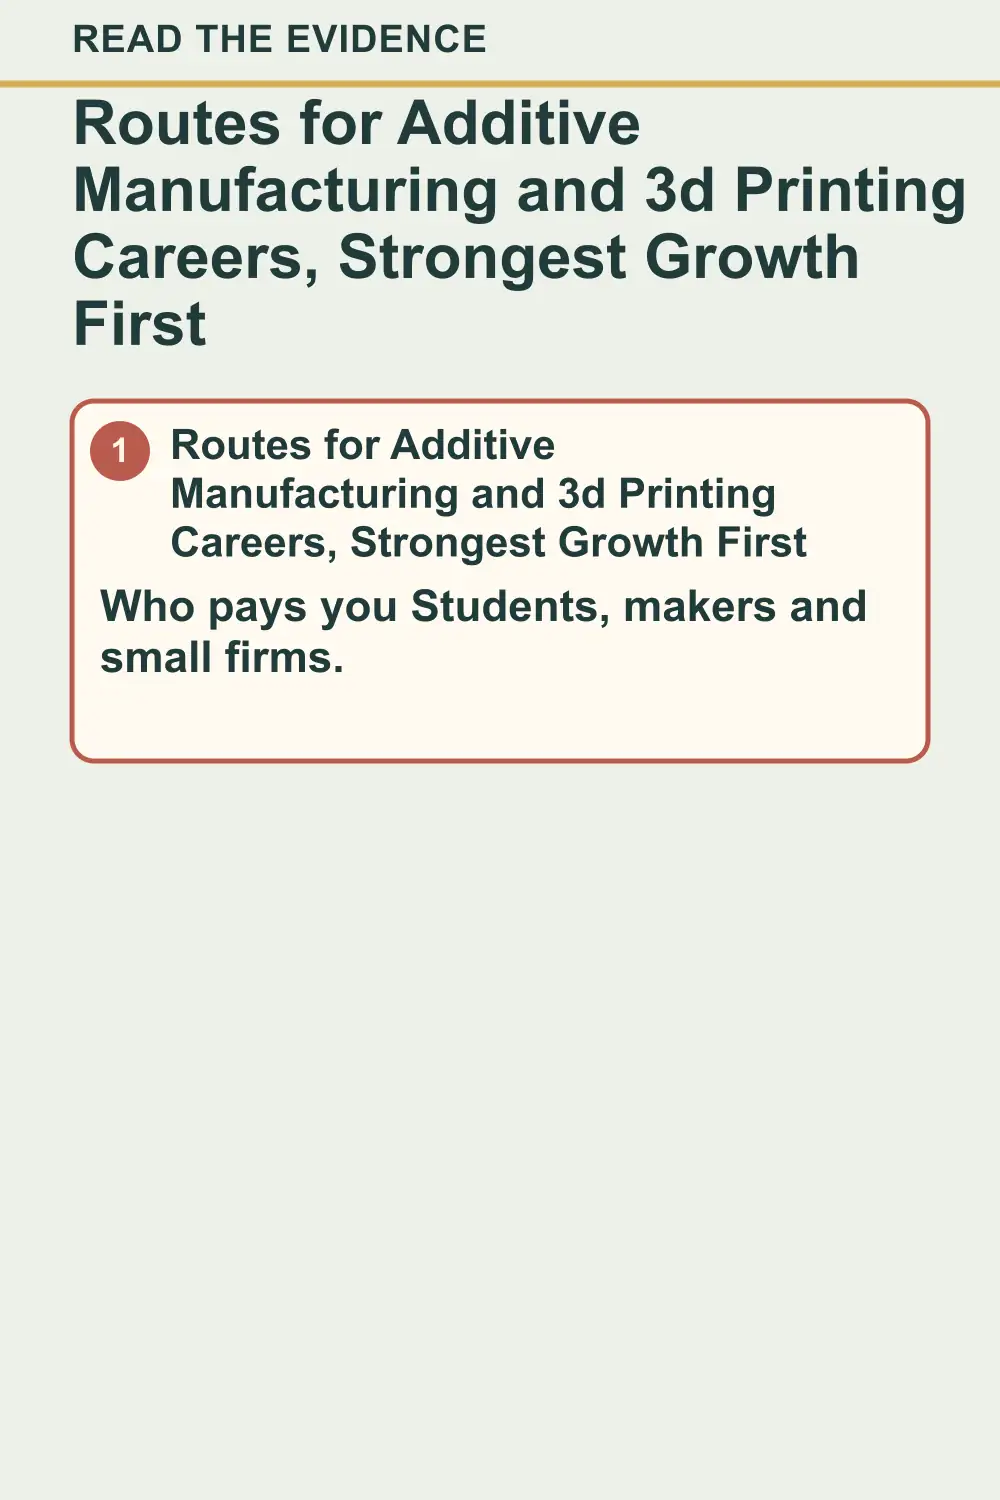 READ THE EVIDENCE
Routes for Additive
Manufacturing and 3d Printing
Careers, Strongest Growth
First
1
Routes for Additive
Manufacturing and 3d Printing
Careers, Strongest Growth First
Who pays you Students, makers and
small firms.